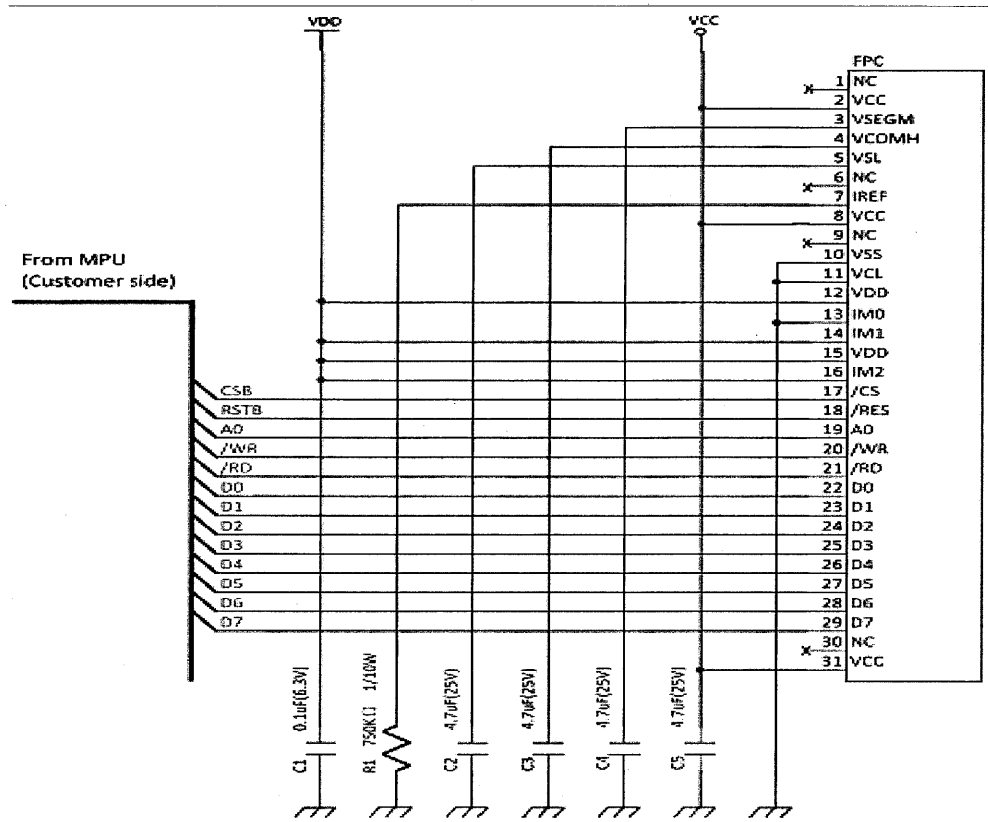 VDD
VCC
FPC
1 NC
2 VCC
3 VSEGM
4 VCOMH
5 VSL
6 NC
7 IREF
8 VCC
9 NC
10 VSS
11 VCL
12 VDD
13 IM0
14 IM1
15 VDD
16 IM2
17 /CS
18 /RES
19 A0
20 /WR
21 /RD
22 D0
23 D1
24 D2
25 D3
26 D4
27 D5
28 D6
29 D7
30 NC
31 VCC
From MPU
(Customer side)
CSB
RSTB
A0
/WR
/RD
D0
D1
D2
D3
D4
D5
D6
D7
C1 0.1uF(6.3V)
R1 750KΩ 1/10W
C2 4.7uF(25V)
C3 4.7uF(25V)
C4 4.7uF(25V)
C5 4.7uF(25V)